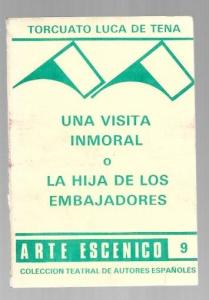 TORCUATO LUCA DE TENA
UNA VISITA
INMORAL
o
LA HIJA DE LOS
EMBAJADORES
ARTE ESCENICO 9
COLECCION TEATRAL DE AUTORES ESPAÑOLES